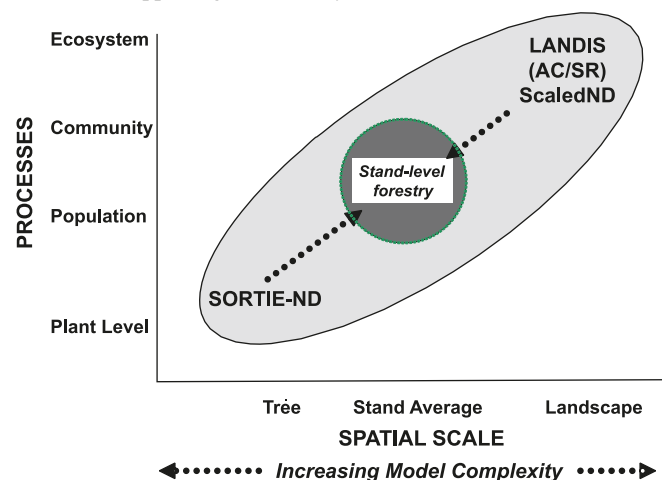 Ecosystem
LANDIS
(AC/SR)
ScaledND
Community
Stand-level
forestry
PROCESSES
Population
SORTIE-ND
Plant Level
Tree
Stand Average
Landscape
SPATIAL SCALE
Increasing Model Complexity